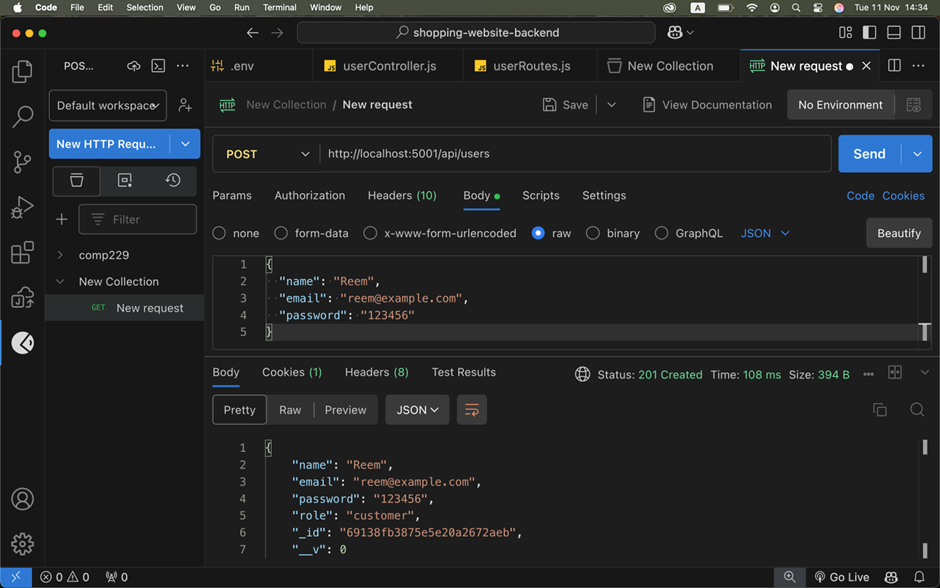 Code File Edit Selection View Go Run Terminal Window Help A Tue 11 Nov 14:34
shopping-website-backend
POS... .env JS userController.js JS userRoutes.js New Collection HTTP New request
Default workspace HTTP New Collection / New request Save View Documentation No Environment
New HTTP Requ... POST http://localhost:5001/api/users Send
Params Authorization Headers (10) Body Scripts Settings Code Cookies
Filter
none form-data x-www-form-urlencoded raw binary GraphQL JSON Beautify
comp229
New Collection
GET New request
1 {
2 "name": "Reem",
3 "email": "reem@example.com",
4 "password": "123456"
5 }
Body Cookies (1) Headers (8) Test Results Status: 201 Created Time: 108 ms Size: 394 B
Pretty Raw Preview JSON
1 {
2 "name": "Reem",
3 "email": "reem@example.com",
4 "password": "123456",
5 "role": "customer",
6 "_id": "69138fb3875e5e20a2672aeb",
7 "__v": 0
0 0 0 Go Live